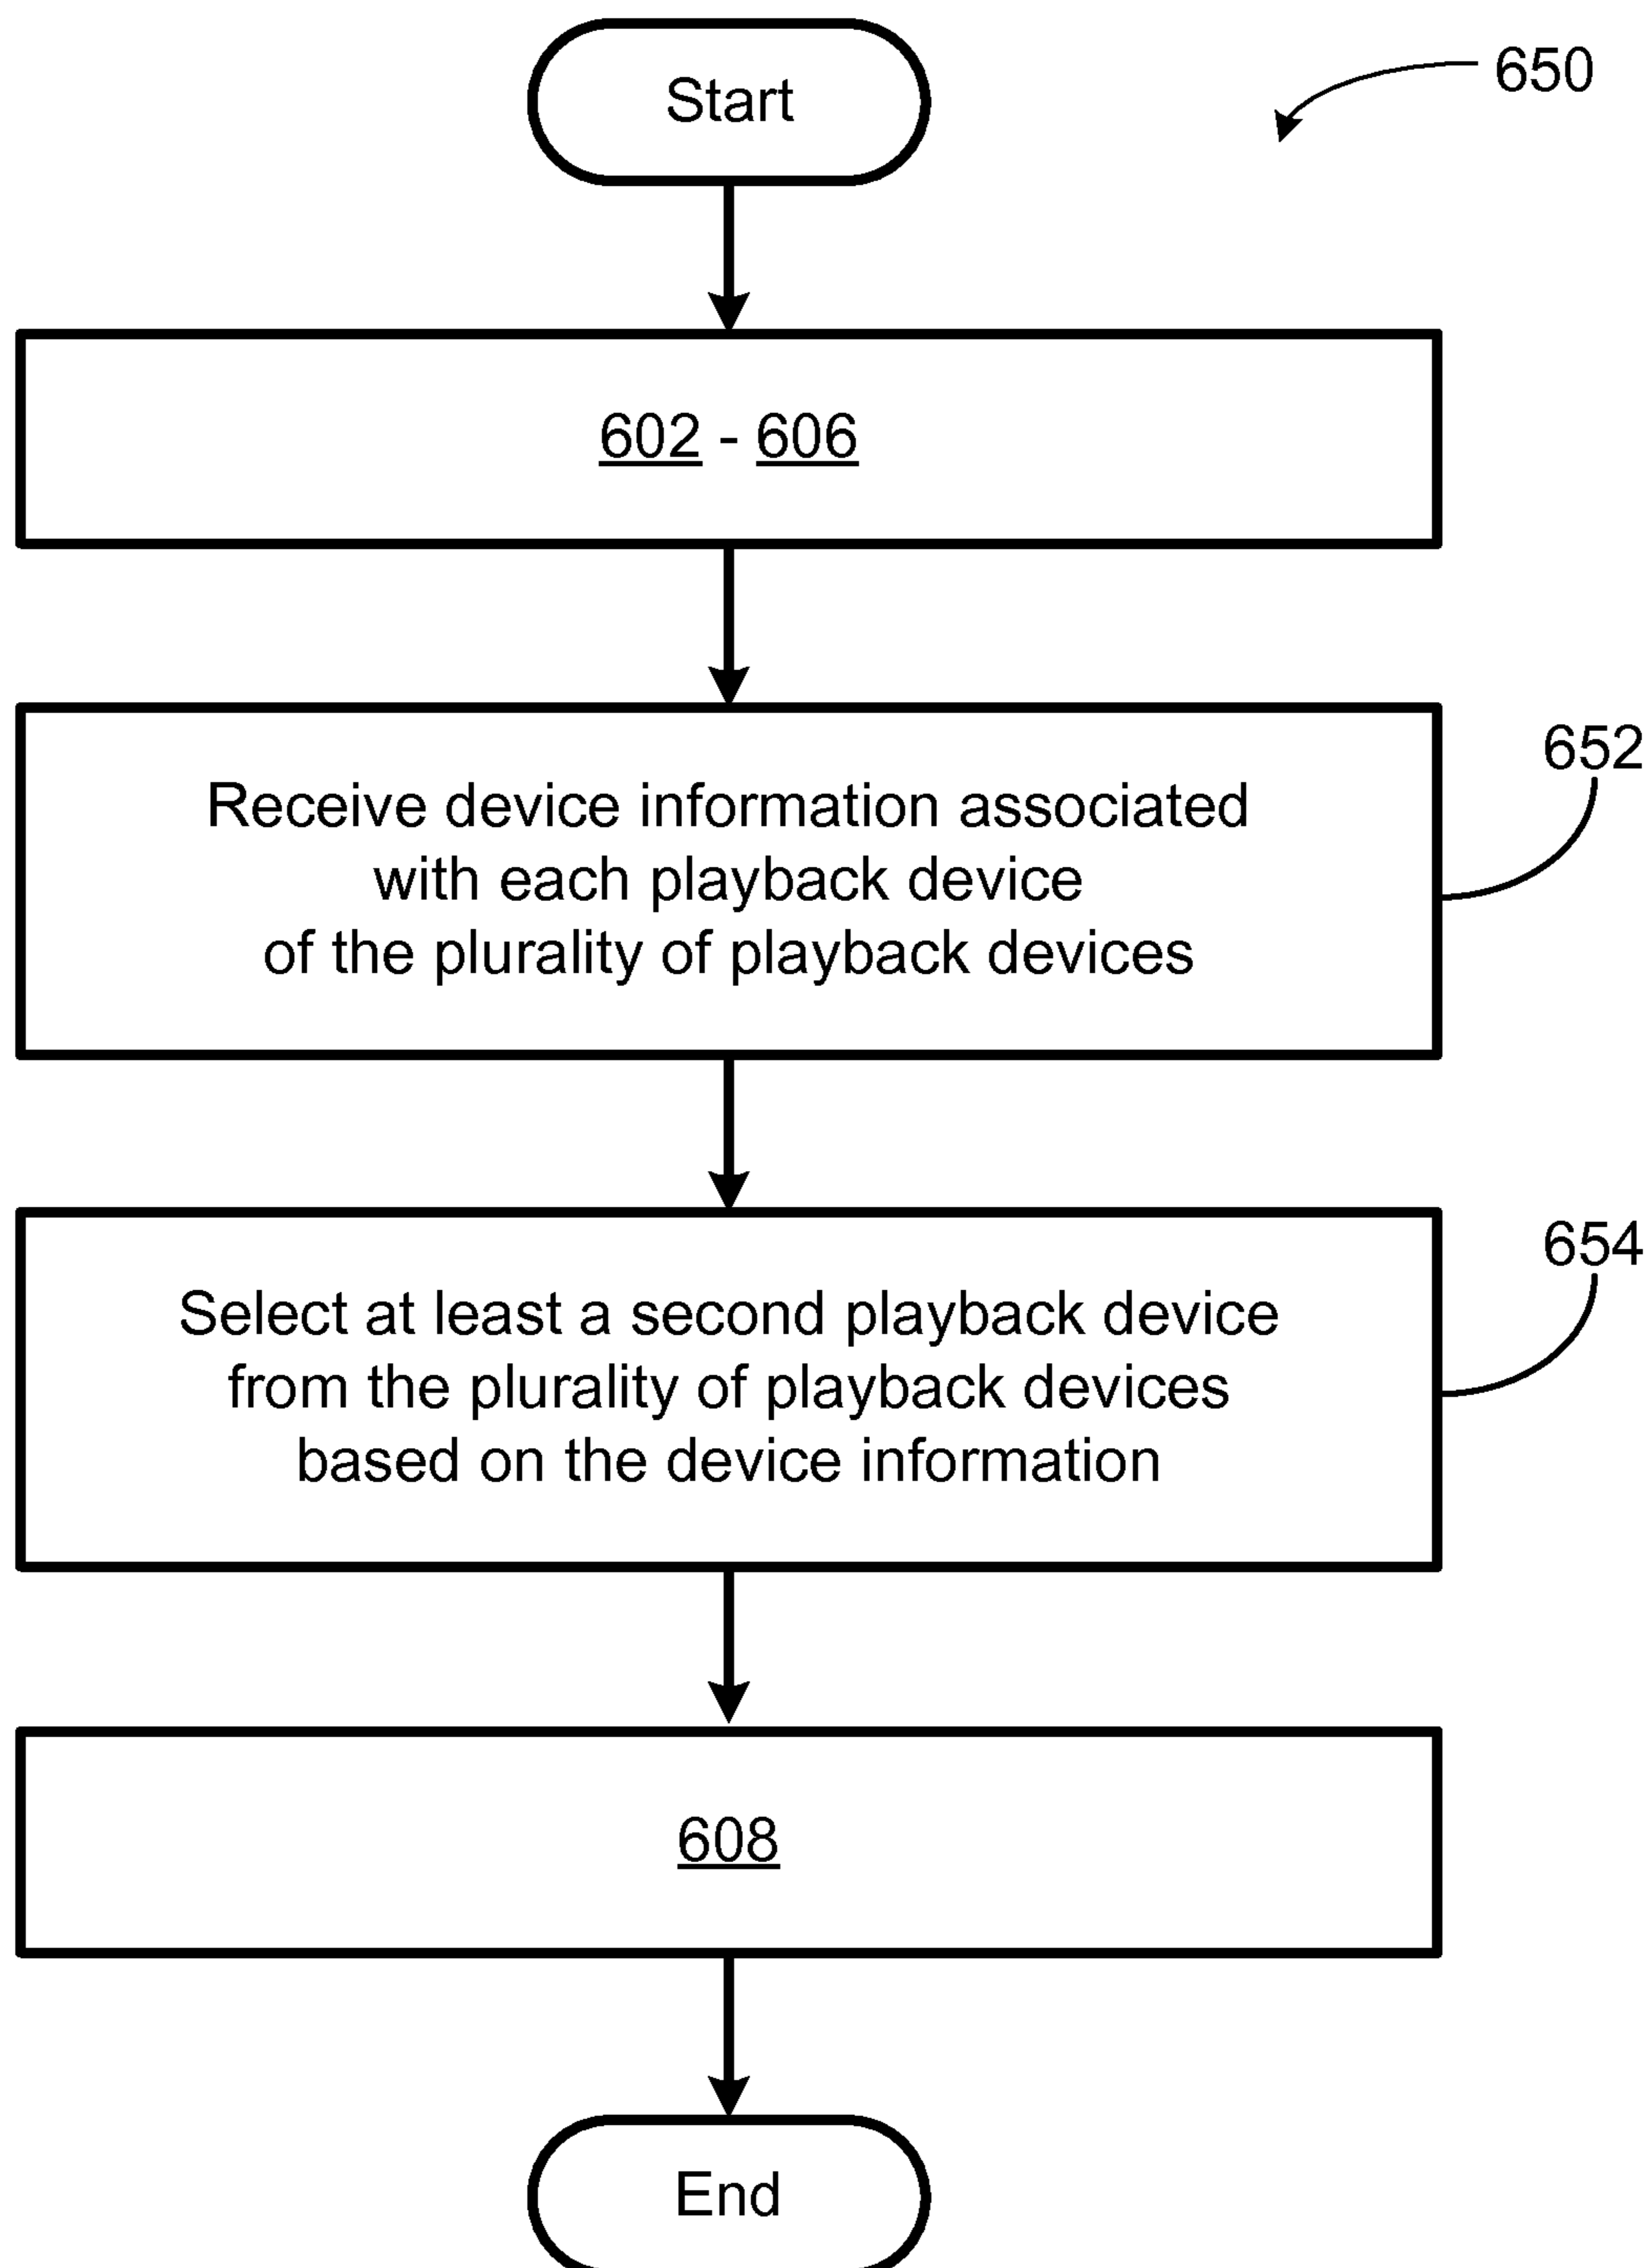 Start
650
602 - 606
652
Receive device information associated
with each playback device
of the plurality of playback devices
654
Select at least a second playback device
from the plurality of playback devices
based on the device information
608
End